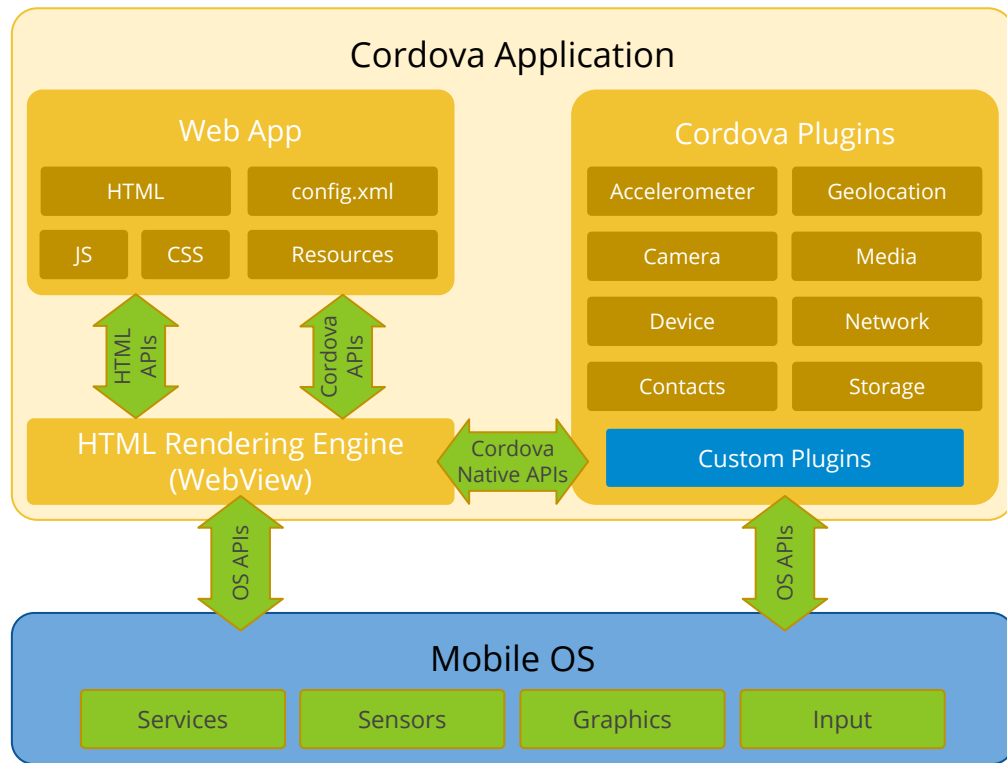 Cordova Application
Web App
HTML
config.xml
JS
CSS
Resources
HTML
APIs
Cordova
APIs
HTML Rendering Engine
(WebView)
Cordova
Native APIs
Cordova Plugins
Accelerometer
Geolocation
Camera
Media
Device
Network
Contacts
Storage
Custom Plugins
OS APIs
OS APIs
Mobile OS
Services
Sensors
Graphics
Input